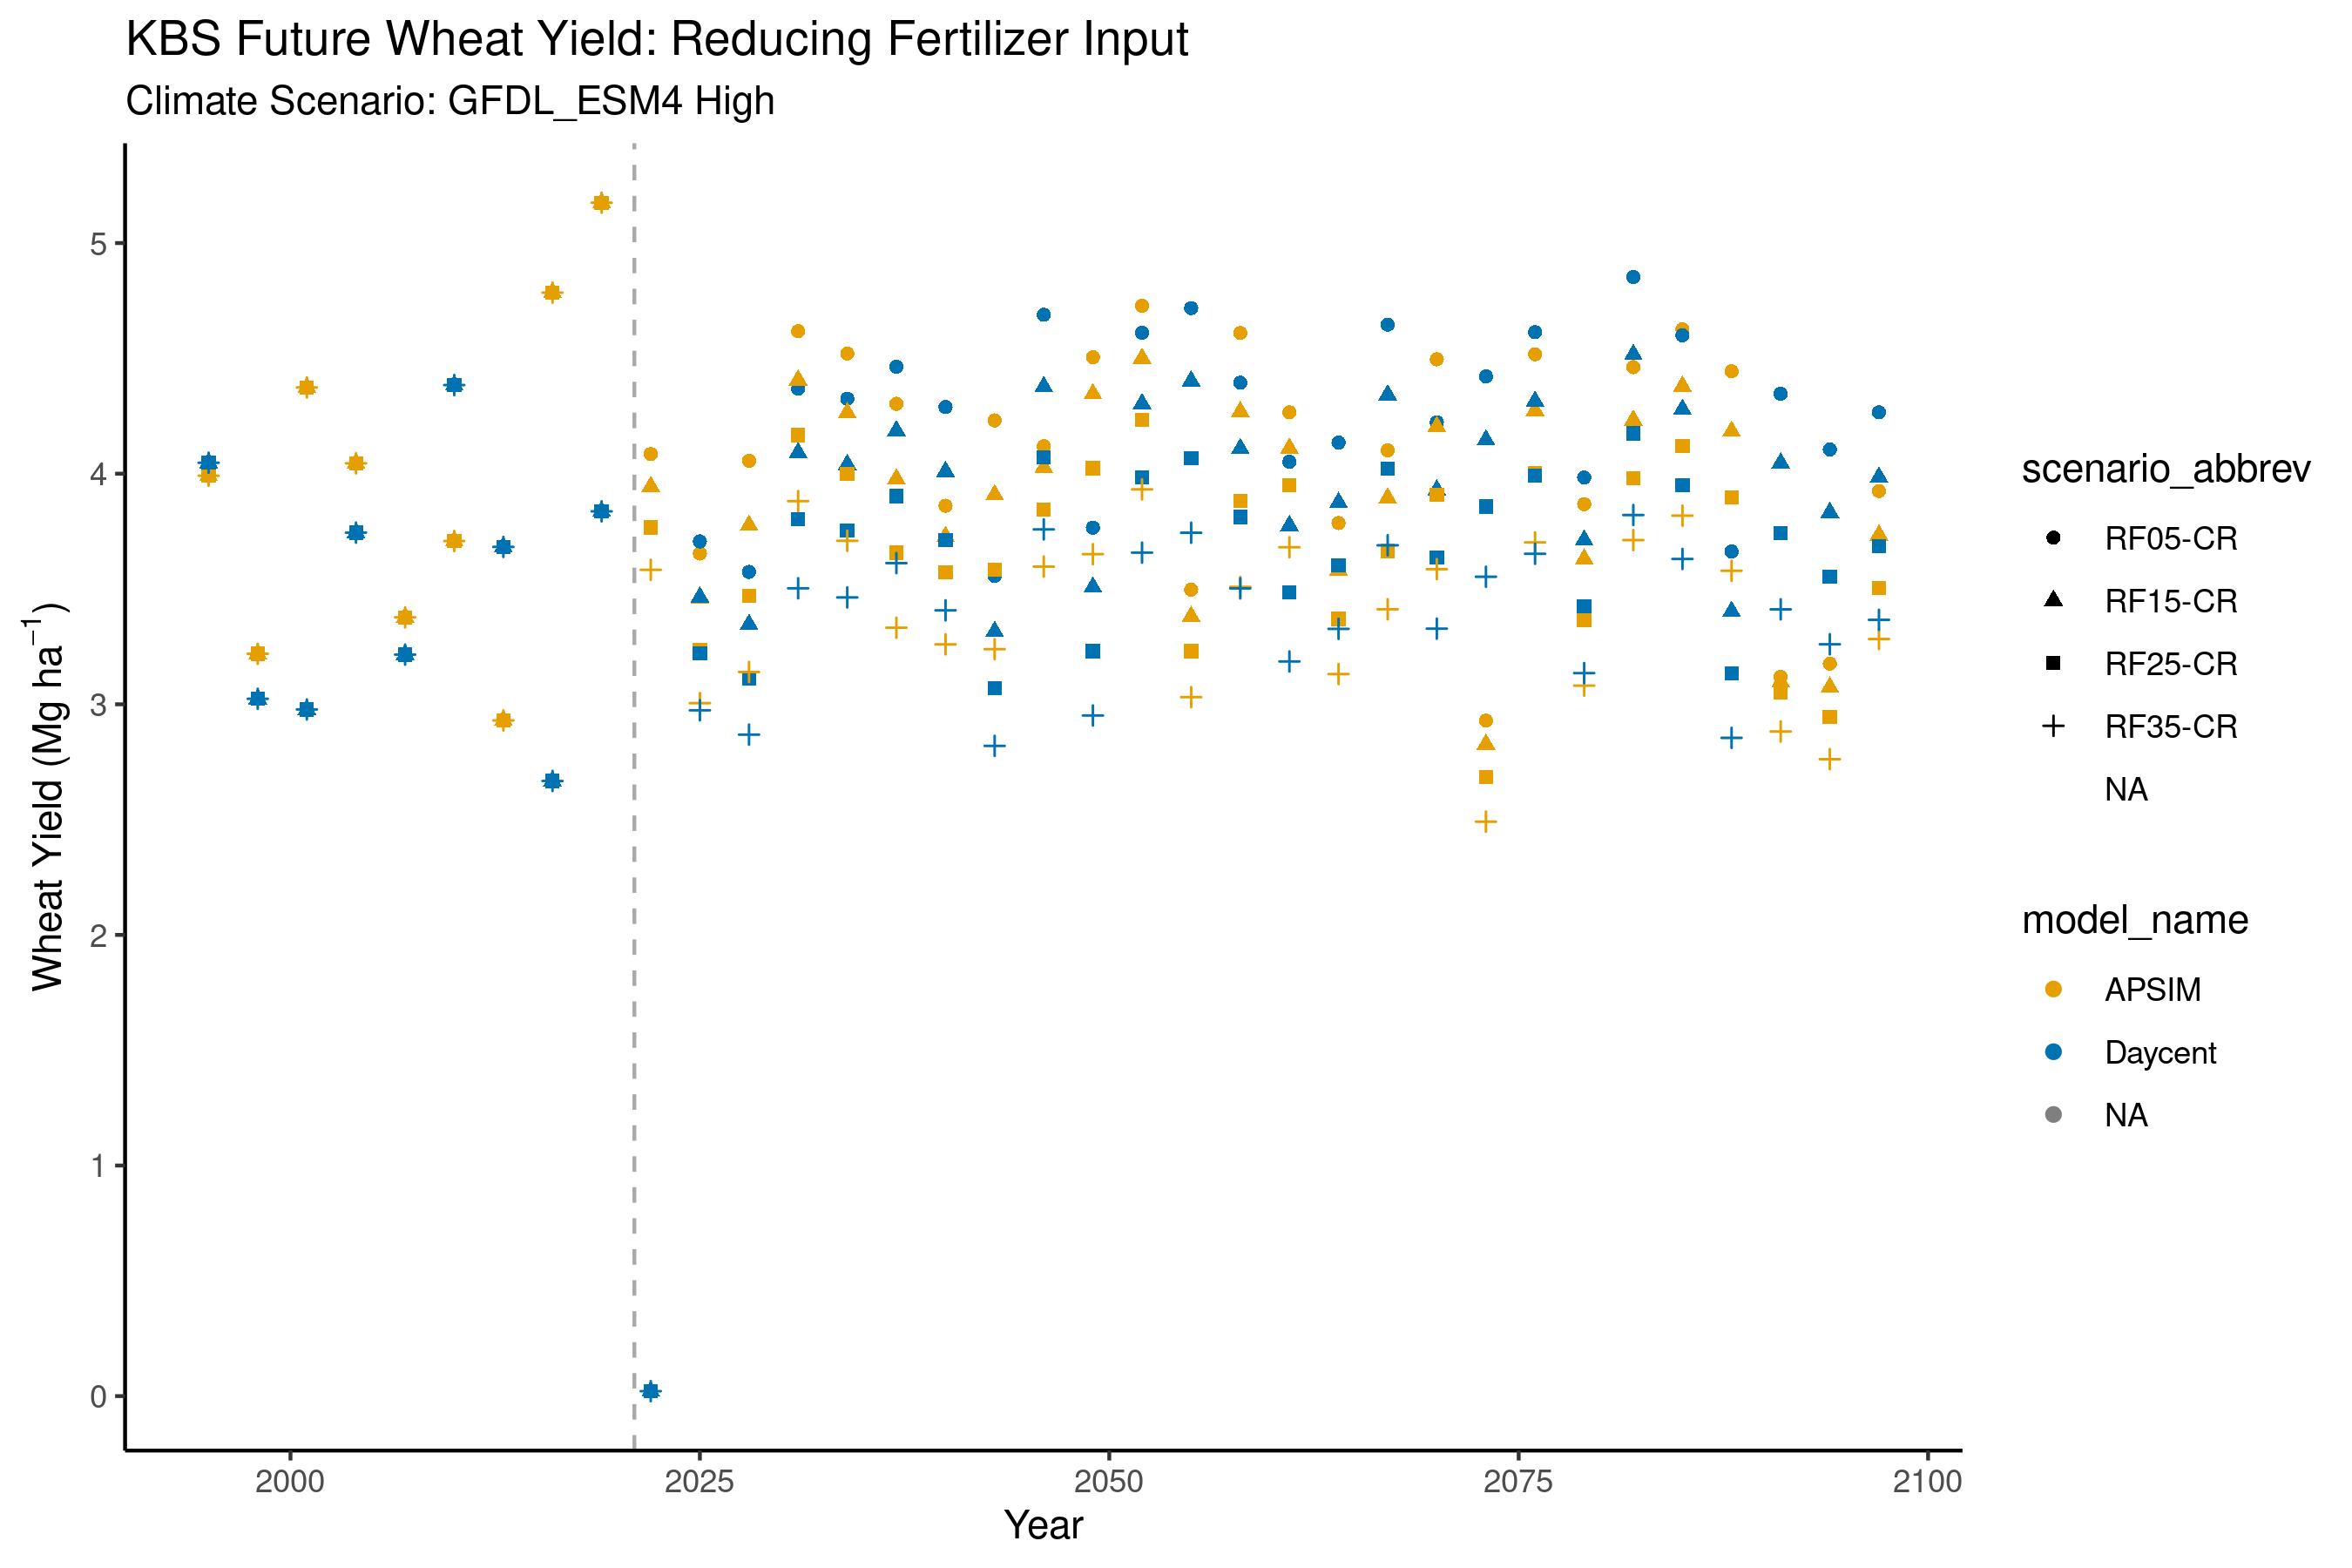 KBS Future Wheat Yield: Reducing Fertilizer Input
Climate Scenario: GFDL_ESM4 High
Wheat Yield (Mg ha⁻¹)
5
4
3
2
1
0
2000
2025
2050
2075
2100
Year
scenario_abbrev
RF05-CR
RF15-CR
RF25-CR
RF35-CR
NA
model_name
APSIM
Daycent
NA